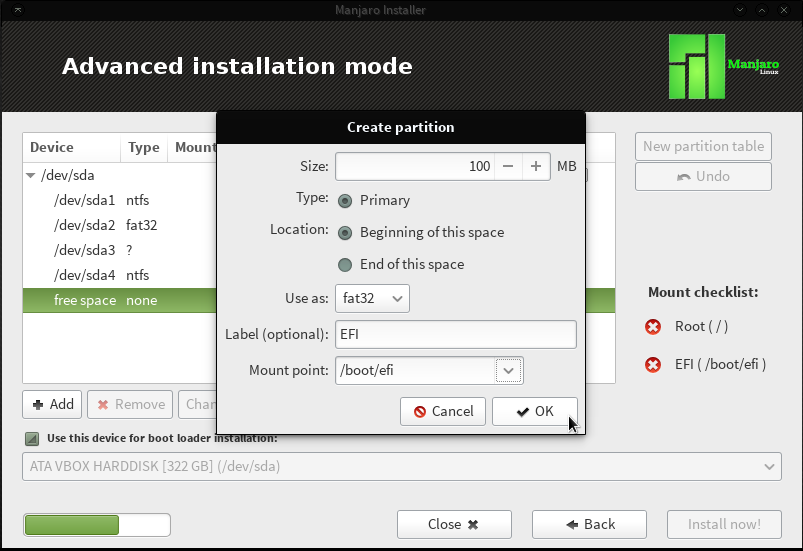 Manjaro Installer
Advanced installation mode
Manjaro
Linux
Create partition
Device Type Mount
/dev/sda
/dev/sda1 ntfs
/dev/sda2 fat32
/dev/sda3 ?
/dev/sda4 ntfs
free space none
Size: 100 MB
Type: Primary
Location: Beginning of this space
End of this space
Use as: fat32
Label (optional): EFI
Mount point: /boot/efi
Cancel OK
New partition table
Undo
Mount checklist:
Root ( / )
EFI ( /boot/efi )
Add Remove Chan
Use this device for boot loader installation:
ATA VBOX HARDDISK [322 GB] (/dev/sda)
Close Back Install now!